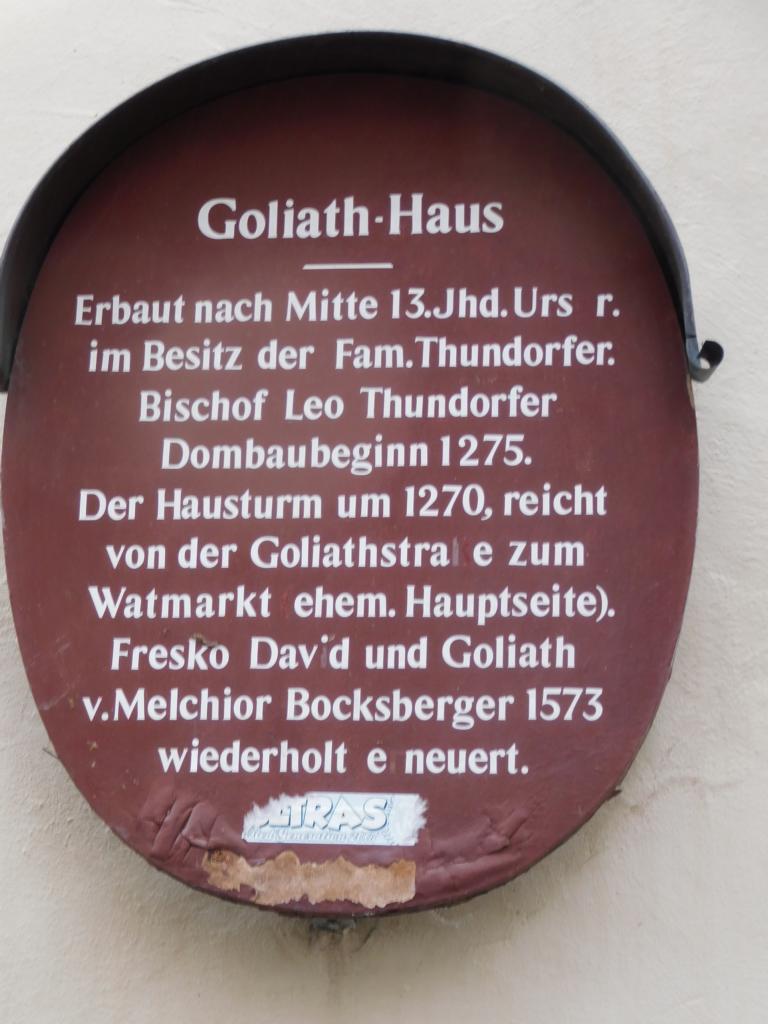 Goliath-Haus
Erbaut nach Mitte 13.Jhd. Urs r.
im Besitz der Fam. Thundorfer.
Bischof Leo Thundorfer
Dombaubeginn 1275.
Der Hausturm um 1270, reicht
von der Goliathstra e zum
Watmarkt ehem. Hauptseite).
Fresko David und Goliath
v. Melchior Bocksberger 1573
wiederholt e neuert.